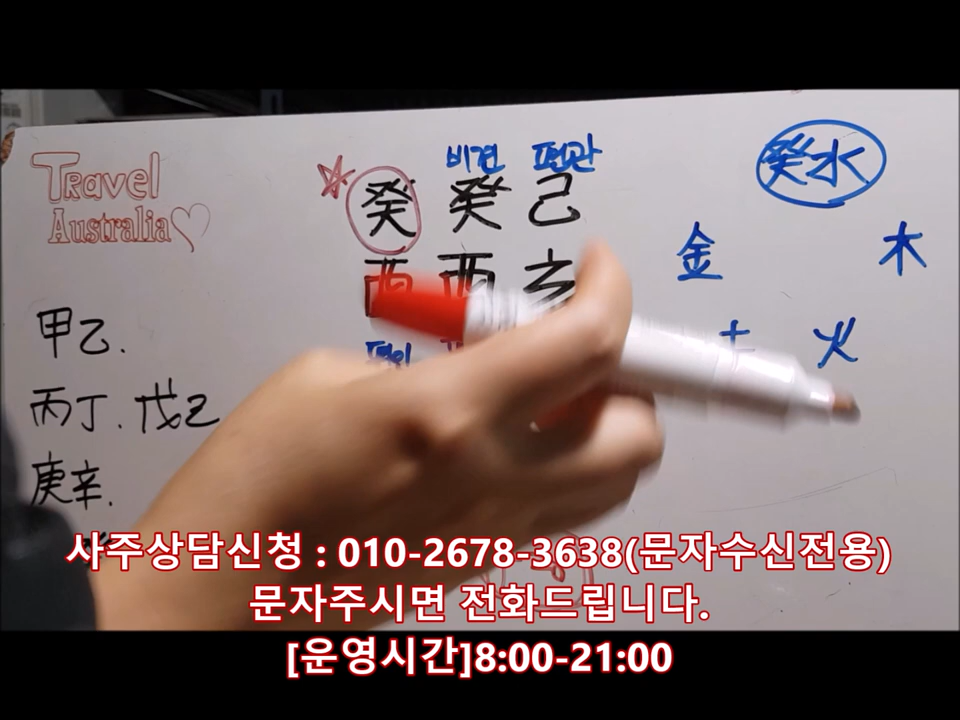 Travel
Australia
비견 편관
癸 癸 己
酉 酉 亥
편인
甲乙.
丙丁. 戊己
庚辛.
癸水
金 木
土 火
사주상담신청 : 010-2678-3638(문자수신전용)
문자주시면 전화드립니다.
[운영시간]8:00-21:00